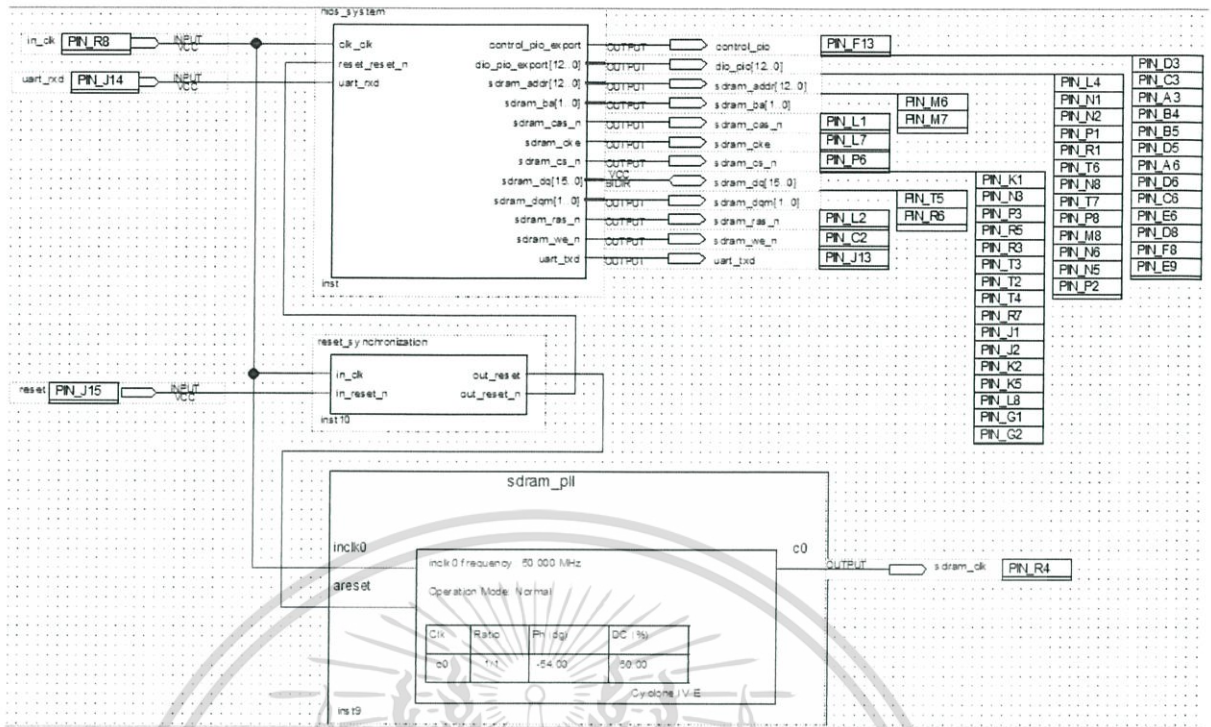 nios_system
in_clk PIN_R8 INPUT VCC
clk_clk control_pio_export OUTPUT control_pio PIN_F13
reset_reset_n dio_pio_export[12..0] OUTPUT dio_pio[12..0]
uart_rxd PIN_J14 INPUT VCC
uart_rxd sdram_addr[12..0] OUTPUT sdram_addr[12..0]
sdram_ba[1..0] OUTPUT sdram_ba[1..0]
sdram_cas_n OUTPUT sdram_cas_n PIN_L1
sdram_cke OUTPUT sdram_cke PIN_L7
sdram_cs_n OUTPUT sdram_cs_n PIN_P6
sdram_dq[15..0] VCC BIDIR sdram_dq[15..0]
sdram_dqm[1..0] OUTPUT sdram_dqm[1..0]
sdram_ras_n OUTPUT sdram_ras_n PIN_L2
sdram_we_n OUTPUT sdram_we_n PIN_C2
uart_txd OUTPUT uart_txd PIN_J13
inst
PIN_M6
PIN_M7
PIN_T5
PIN_R6
PIN_K1
PIN_N3
PIN_P3
PIN_R5
PIN_R3
PIN_T3
PIN_T2
PIN_T4
PIN_R7
PIN_J1
PIN_J2
PIN_K2
PIN_K5
PIN_L8
PIN_G1
PIN_G2
PIN_L4
PIN_N1
PIN_N2
PIN_P1
PIN_R1
PIN_T6
PIN_N8
PIN_T7
PIN_P8
PIN_M8
PIN_N6
PIN_N5
PIN_P2
PIN_D3
PIN_C3
PIN_A3
PIN_B4
PIN_B5
PIN_D5
PIN_A6
PIN_D6
PIN_C6
PIN_E6
PIN_D8
PIN_F8
PIN_E9
reset_synchronization
in_clk out_reset
reset PIN_J15 INPUT VCC
in_reset_n out_reset_n
inst10
sdram_pll
inclk0 c0
inclk0 frequency 50.000 MHz
OUTPUT sdram_clk PIN_R4
areset
Operation Mode: Normal
Clk Ratio Ph (dg) DC (%)
c0 1/1 -54.00 50.00
Cyclone IV-E
inst9